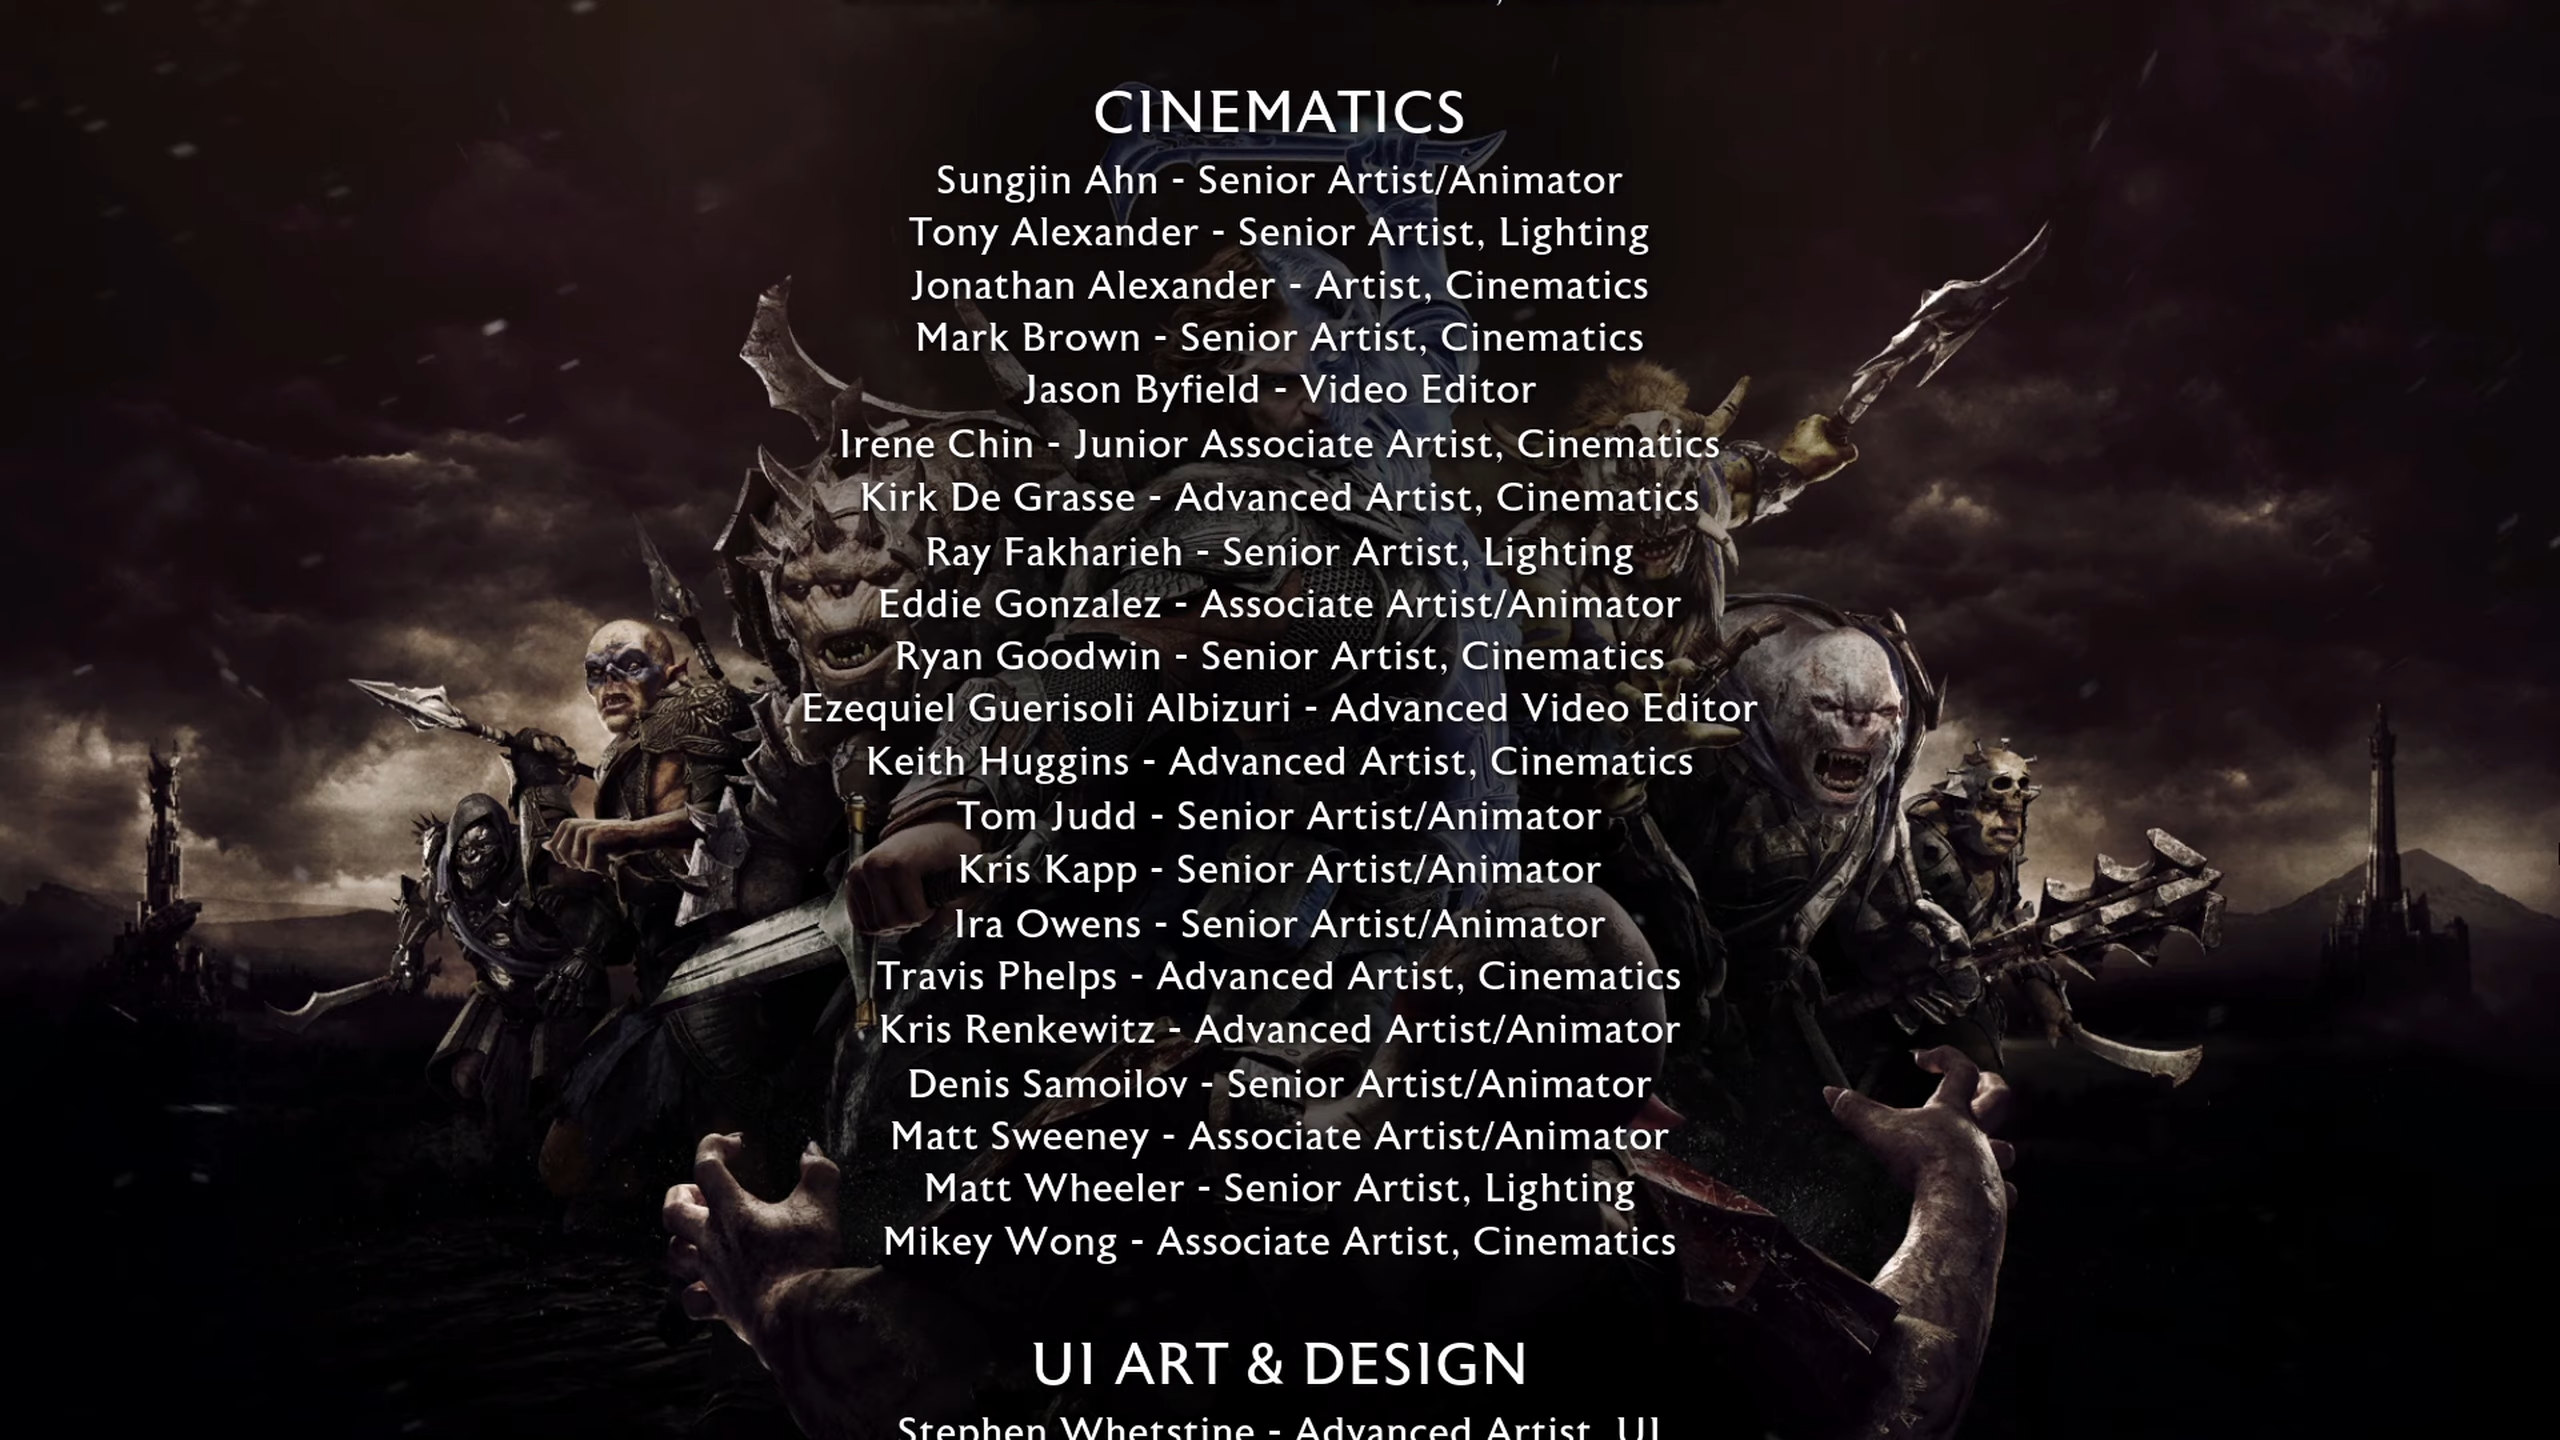 CINEMATICS
Sungjin Ahn - Senior Artist/Animator
Tony Alexander - Senior Artist, Lighting
Jonathan Alexander - Artist, Cinematics
Mark Brown - Senior Artist, Cinematics
Jason Byfield - Video Editor
Irene Chin - Junior Associate Artist, Cinematics
Kirk De Grasse - Advanced Artist, Cinematics
Ray Fakharieh - Senior Artist, Lighting
Eddie Gonzalez - Associate Artist/Animator
Ryan Goodwin - Senior Artist, Cinematics
Ezequiel Guerisoli Albizuri - Advanced Video Editor
Keith Huggins - Advanced Artist, Cinematics
Tom Judd - Senior Artist/Animator
Kris Kapp - Senior Artist/Animator
Ira Owens - Senior Artist/Animator
Travis Phelps - Advanced Artist, Cinematics
Kris Renkewitz - Advanced Artist/Animator
Denis Samoilov - Senior Artist/Animator
Matt Sweeney - Associate Artist/Animator
Matt Wheeler - Senior Artist, Lighting
Mikey Wong - Associate Artist, Cinematics
UI ART & DESIGN
Stephen Whetstine - Advanced Artist, UI